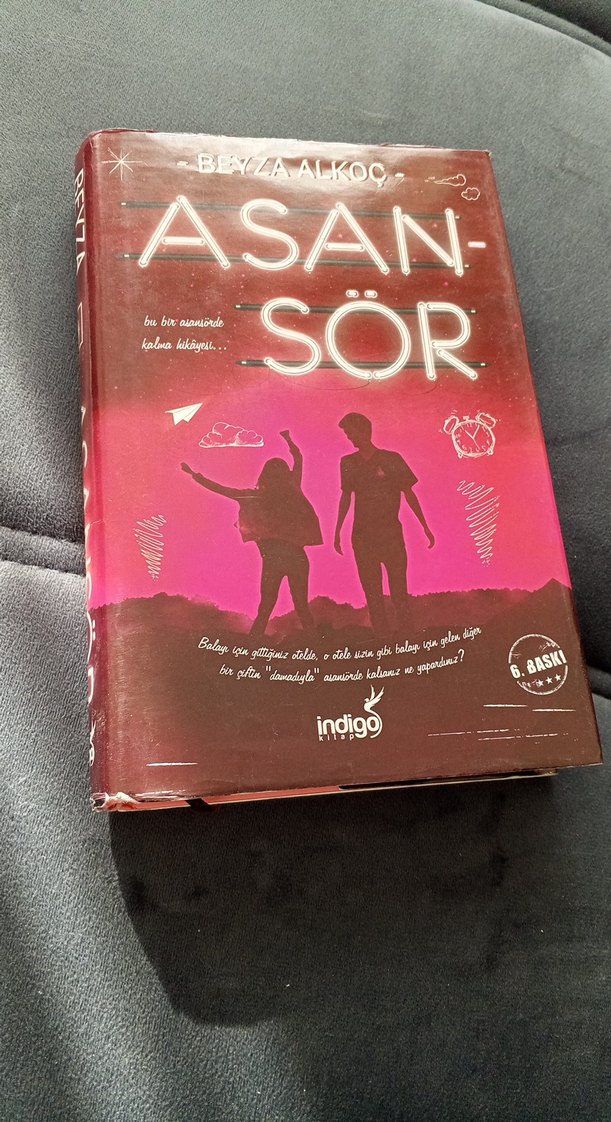 - BEYZA ALKOÇ -
ASAN-
SÖR
bu bir asansörde
kalma hikâyesi...
Balayı için gittiğiniz otelde, o otele sizin gibi balayı için gelen diğer
bir çiftin "damadıyla" asansörde kalsanız ne yapardınız?
6. BASKI
indigo
kitap
BEYZA